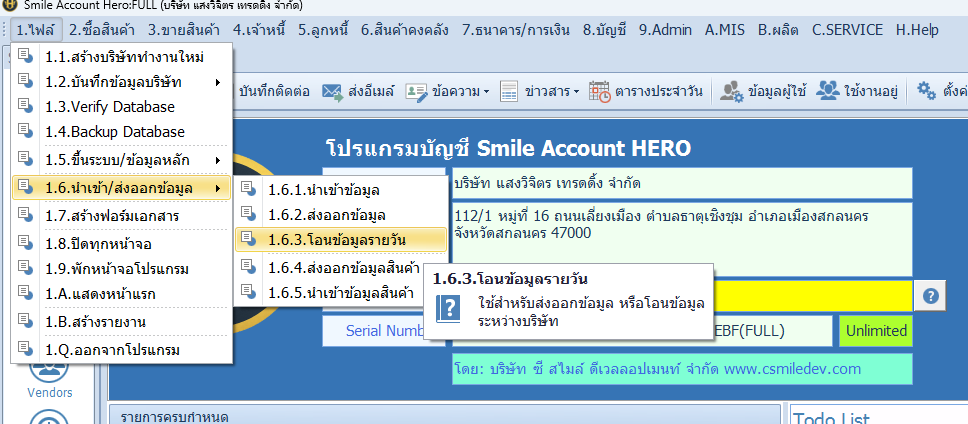 Smile Account Hero:FULL (บริษัท แสงวิจิตร เทรดดิ้ง จำกัด)
1.ไฟล์ 2.ซื้อสินค้า 3.ขายสินค้า 4.เจ้าหนี้ 5.ลูกหนี้ 6.สินค้าคงคลัง 7.ธนาคาร/การเงิน 8.บัญชี 9.Admin A.MIS B.ผลิต C.SERVICE H.Help
1.1.สร้างบริษัททำงานใหม่
1.2.บันทึกข้อมูลบริษัท
1.3.Verify Database
1.4.Backup Database
1.5.ขึ้นระบบ/ข้อมูลหลัก
1.6.นำเข้า/ส่งออกข้อมูล
1.7.สร้างฟอร์มเอกสาร
1.8.ปิดทุกหน้าจอ
1.9.พักหน้าจอโปรแกรม
1.A.แสดงหน้าแรก
1.B.สร้างรายงาน
1.Q.ออกจากโปรแกรม
บันทึกติดต่อ ส่งอีเมล์ ข้อความ ข่าวสาร ตารางประจำวัน ข้อมูลผู้ใช้ ใช้งานอยู่ ตั้งค่
โปรแกรมบัญชี Smile Account HERO
1.6.1.นำเข้าข้อมูล
1.6.2.ส่งออกข้อมูล
1.6.3.โอนข้อมูลรายวัน
1.6.4.ส่งออกข้อมูลสินค้า
1.6.5.นำเข้าข้อมูลสินค้า
บริษัท แสงวิจิตร เทรดดิ้ง จำกัด
112/1 หมู่ที่ 16 ถนนเลี่ยงเมือง ตำบลธาตุเชิงชุม อำเภอเมืองสกลนคร
จังหวัดสกลนคร 47000
1.6.3.โอนข้อมูลรายวัน
ใช้สำหรับส่งออกข้อมูล หรือโอนข้อมูล
ระหว่างบริษัท
Serial Numb EBF(FULL) Unlimited
โดย: บริษัท ซี สไมล์ ดีเวลลอปเมนท์ จำกัด www.csmiledev.com
Vendors
รายการครบกำหนด
Todo List